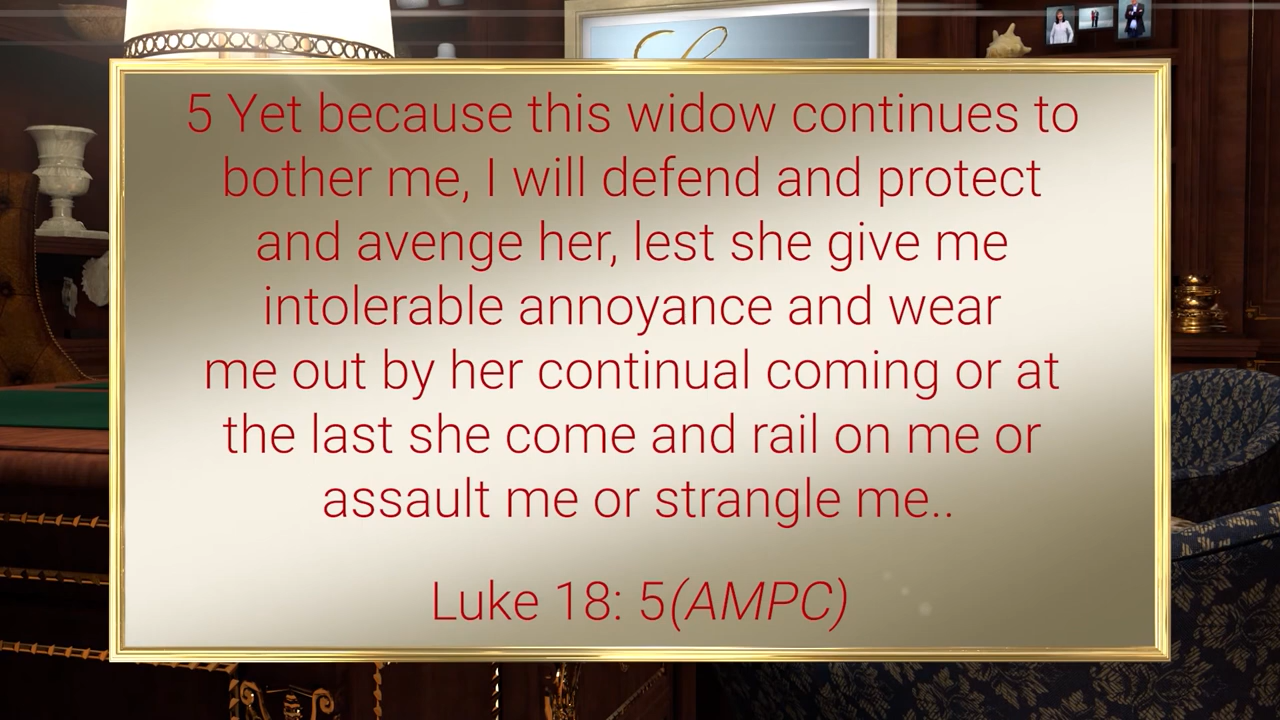 5 Yet because this widow continues to
bother me, I will defend and protect
and avenge her, lest she give me
intolerable annoyance and wear
me out by her continual coming or at
the last she come and rail on me or
assault me or strangle me..
Luke 18: 5(AMPC)